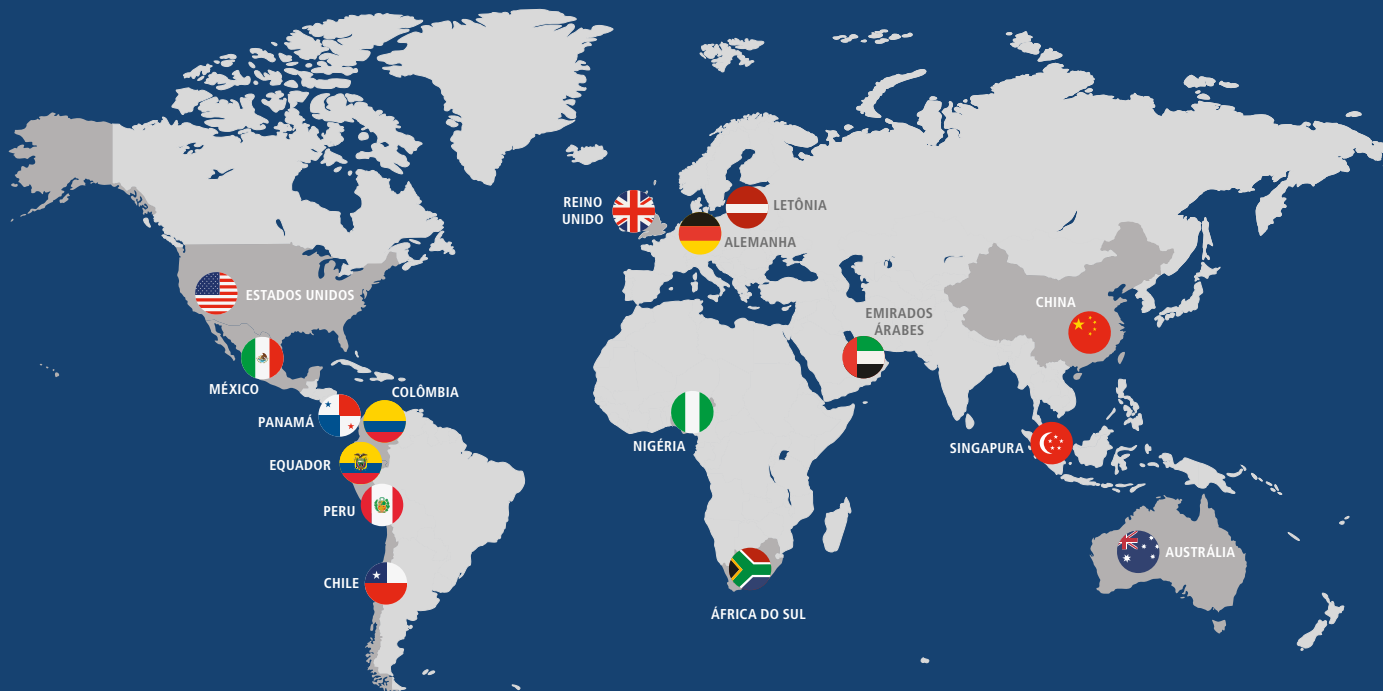 REINO
UNIDO
LETÔNIA
ALEMANHA
ESTADOS UNIDOS
CHINA
EMIRADOS
ÁRABES
MÉXICO
COLÔMBIA
PANAMÁ
NIGÉRIA
SINGAPURA
EQUADOR
PERU
AUSTRÁLIA
CHILE
ÁFRICA DO SUL